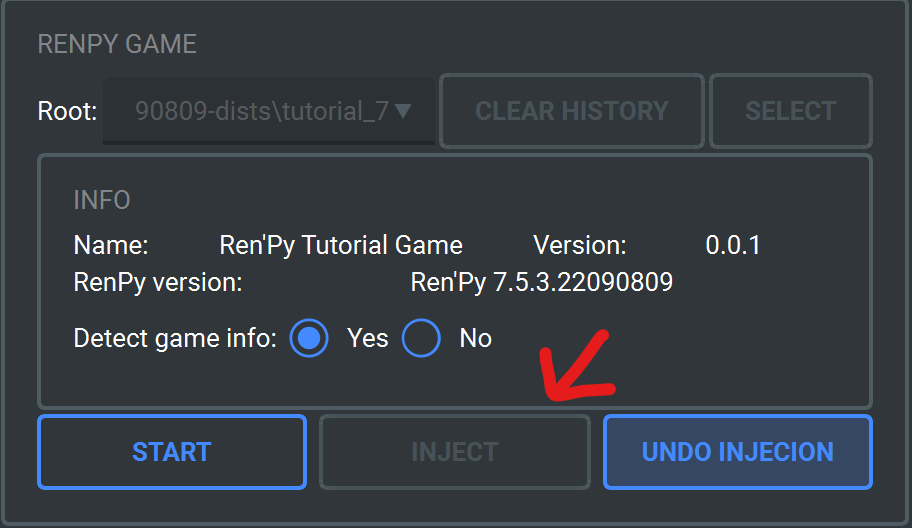 RENPY GAME
Root: 90809-dists\tutorial_7 CLEAR HISTORY SELECT
INFO
Name: Ren'Py Tutorial Game Version: 0.0.1
RenPy version: Ren'Py 7.5.3.22090809
Detect game info: Yes No
START INJECT UNDO INJECION